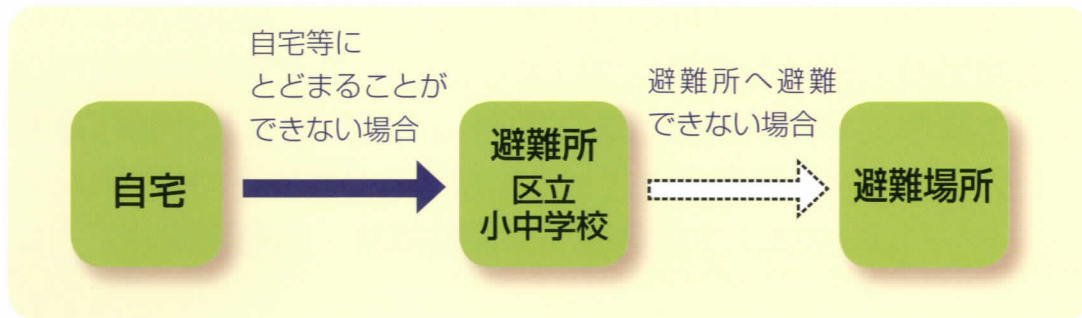 自宅
自宅等に
とどまることが
できない場合
避難所
区立
小中学校
避難所へ避難
できない場合
避難場所